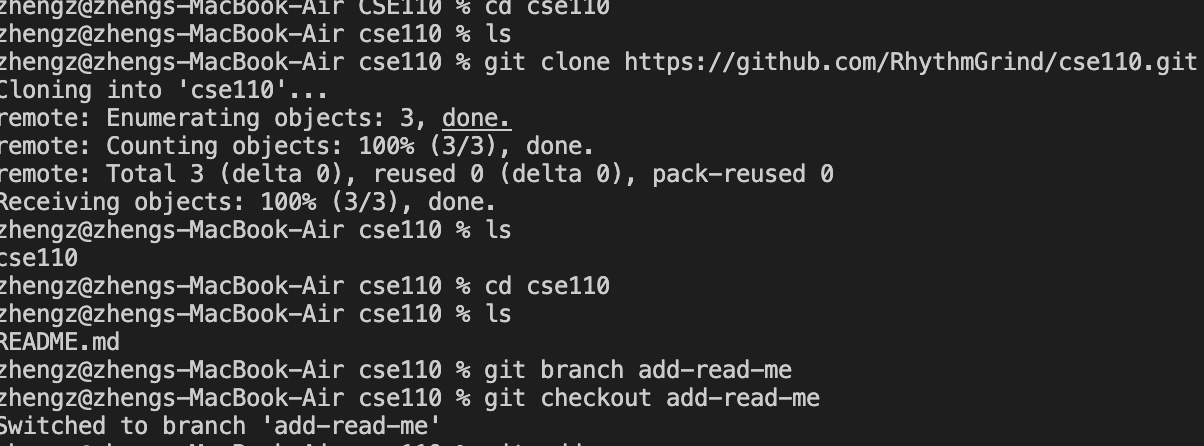 zhengz@zhengs-MacBook-Air CSE110 % cd cse110
zhengz@zhengs-MacBook-Air cse110 % ls
zhengz@zhengs-MacBook-Air cse110 % git clone https://github.com/RhythmGrind/cse110.git
Cloning into 'cse110'...
remote: Enumerating objects: 3, done.
remote: Counting objects: 100% (3/3), done.
remote: Total 3 (delta 0), reused 0 (delta 0), pack-reused 0
Receiving objects: 100% (3/3), done.
zhengz@zhengs-MacBook-Air cse110 % ls
cse110
zhengz@zhengs-MacBook-Air cse110 % cd cse110
zhengz@zhengs-MacBook-Air cse110 % ls
README.md
zhengz@zhengs-MacBook-Air cse110 % git branch add-read-me
zhengz@zhengs-MacBook-Air cse110 % git checkout add-read-me
Switched to branch 'add-read-me'
zhengz@zhengs-MacBook-Air cse110 %